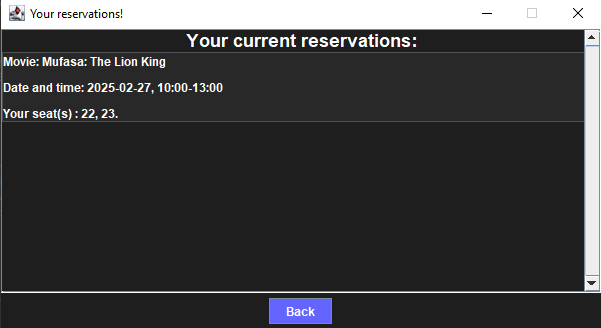 Your reservations!
Your current reservations:
Movie: Mufasa: The Lion King
Date and time: 2025-02-27, 10:00-13:00
Your seat(s) : 22, 23.
Back